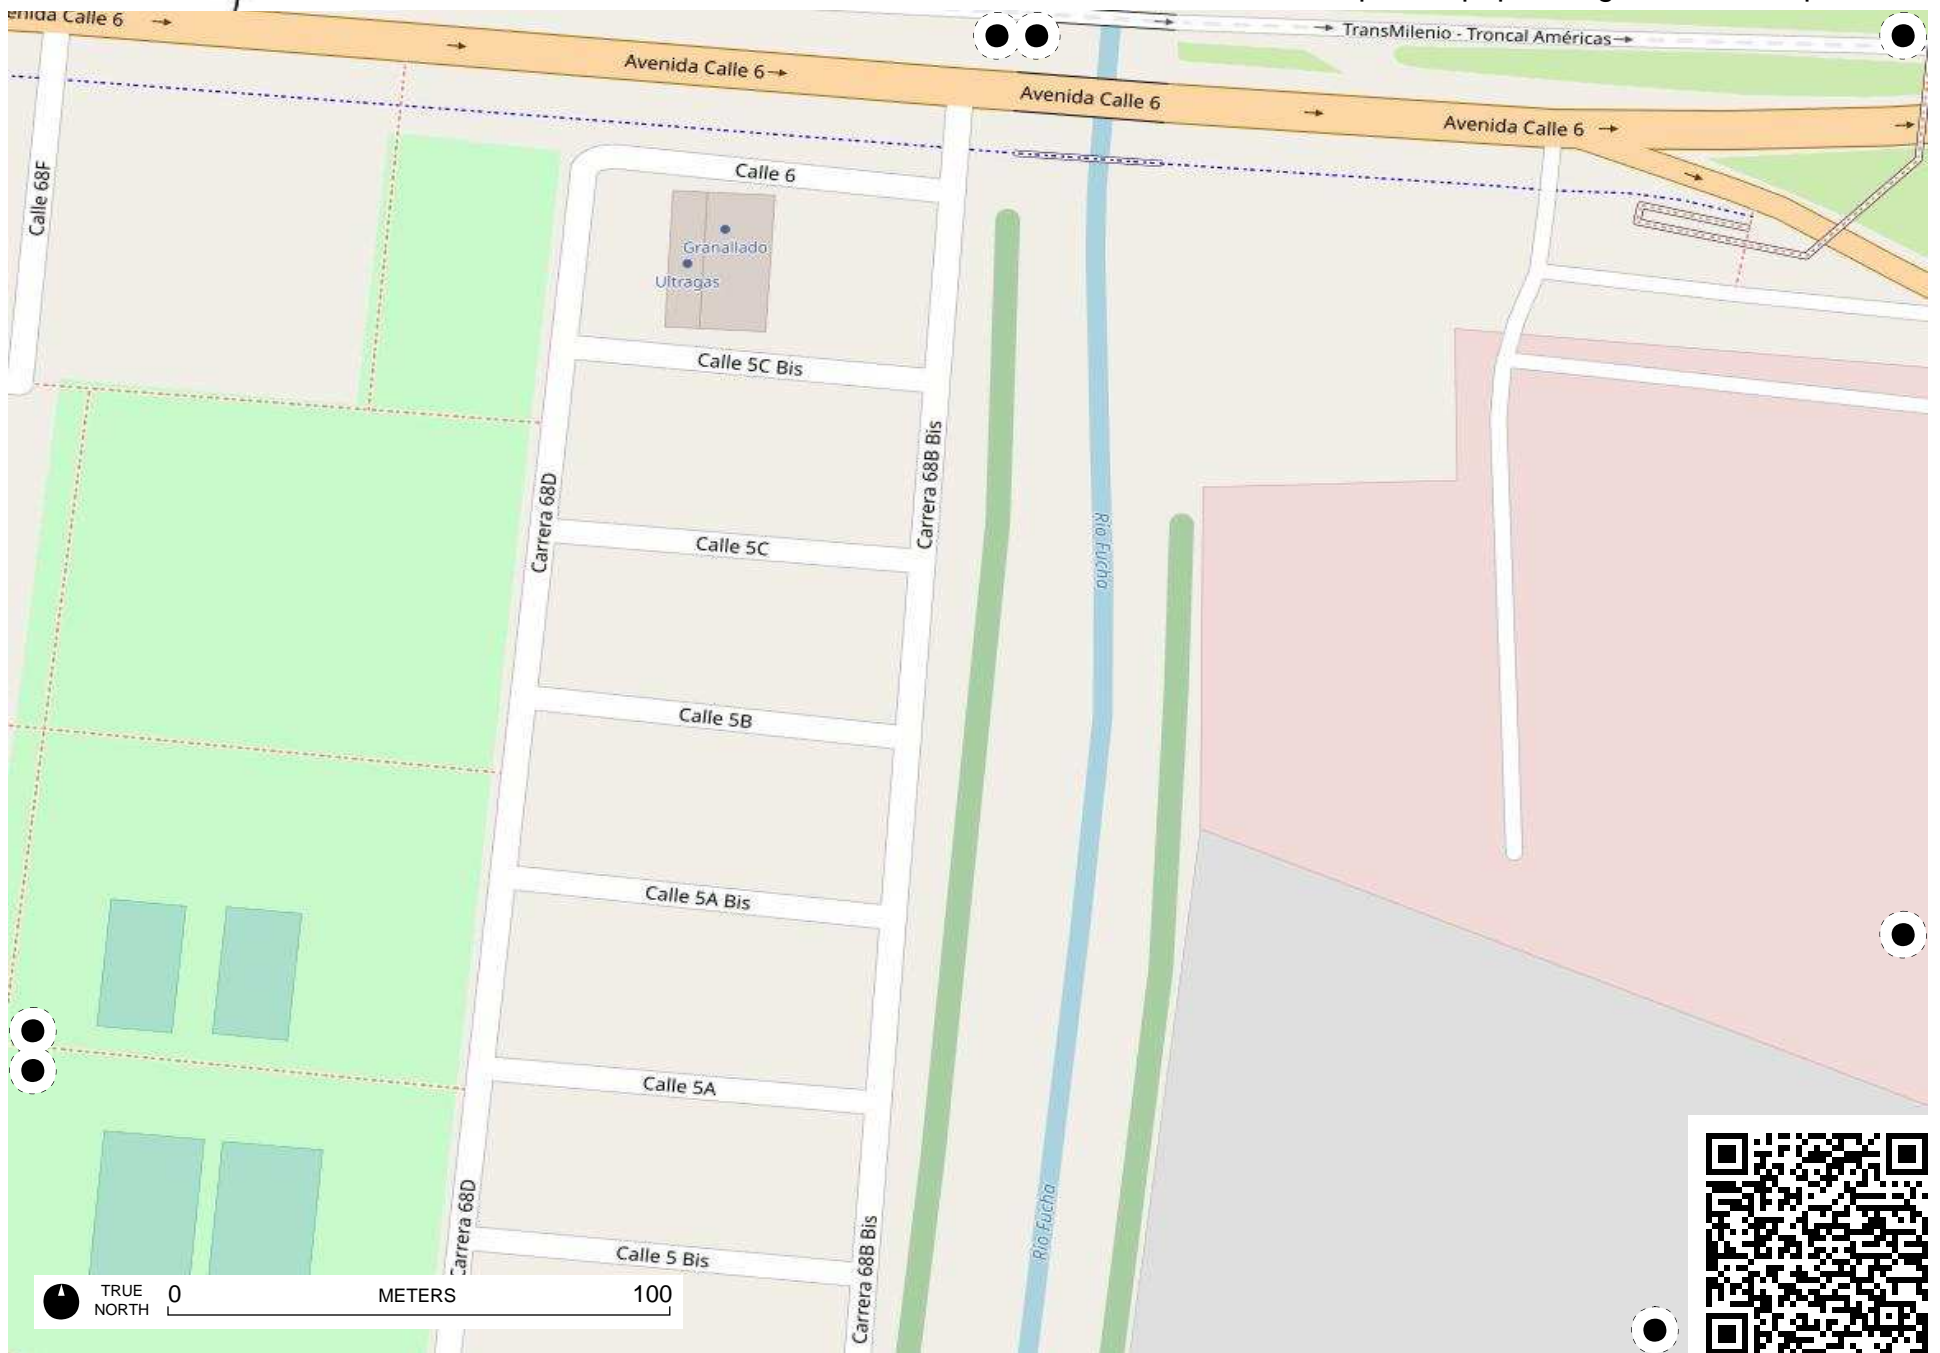 enida Calle 6
TransMilenio - Troncal Américas
Avenida Calle 6
Avenida Calle 6
Avenida Calle 6
Calle 68F
Calle 6
Granallado
Ultragas
Calle 5C Bis
Carrera 68B Bis
Carrera 68D
Calle 5C
Río Fucha
Calle 5B
Calle 5A Bis
Calle 5A
Carrera 68D
Río Fucha
Carrera 68B Bis
Calle 5 Bis
TRUE
NORTH
0 METERS 100